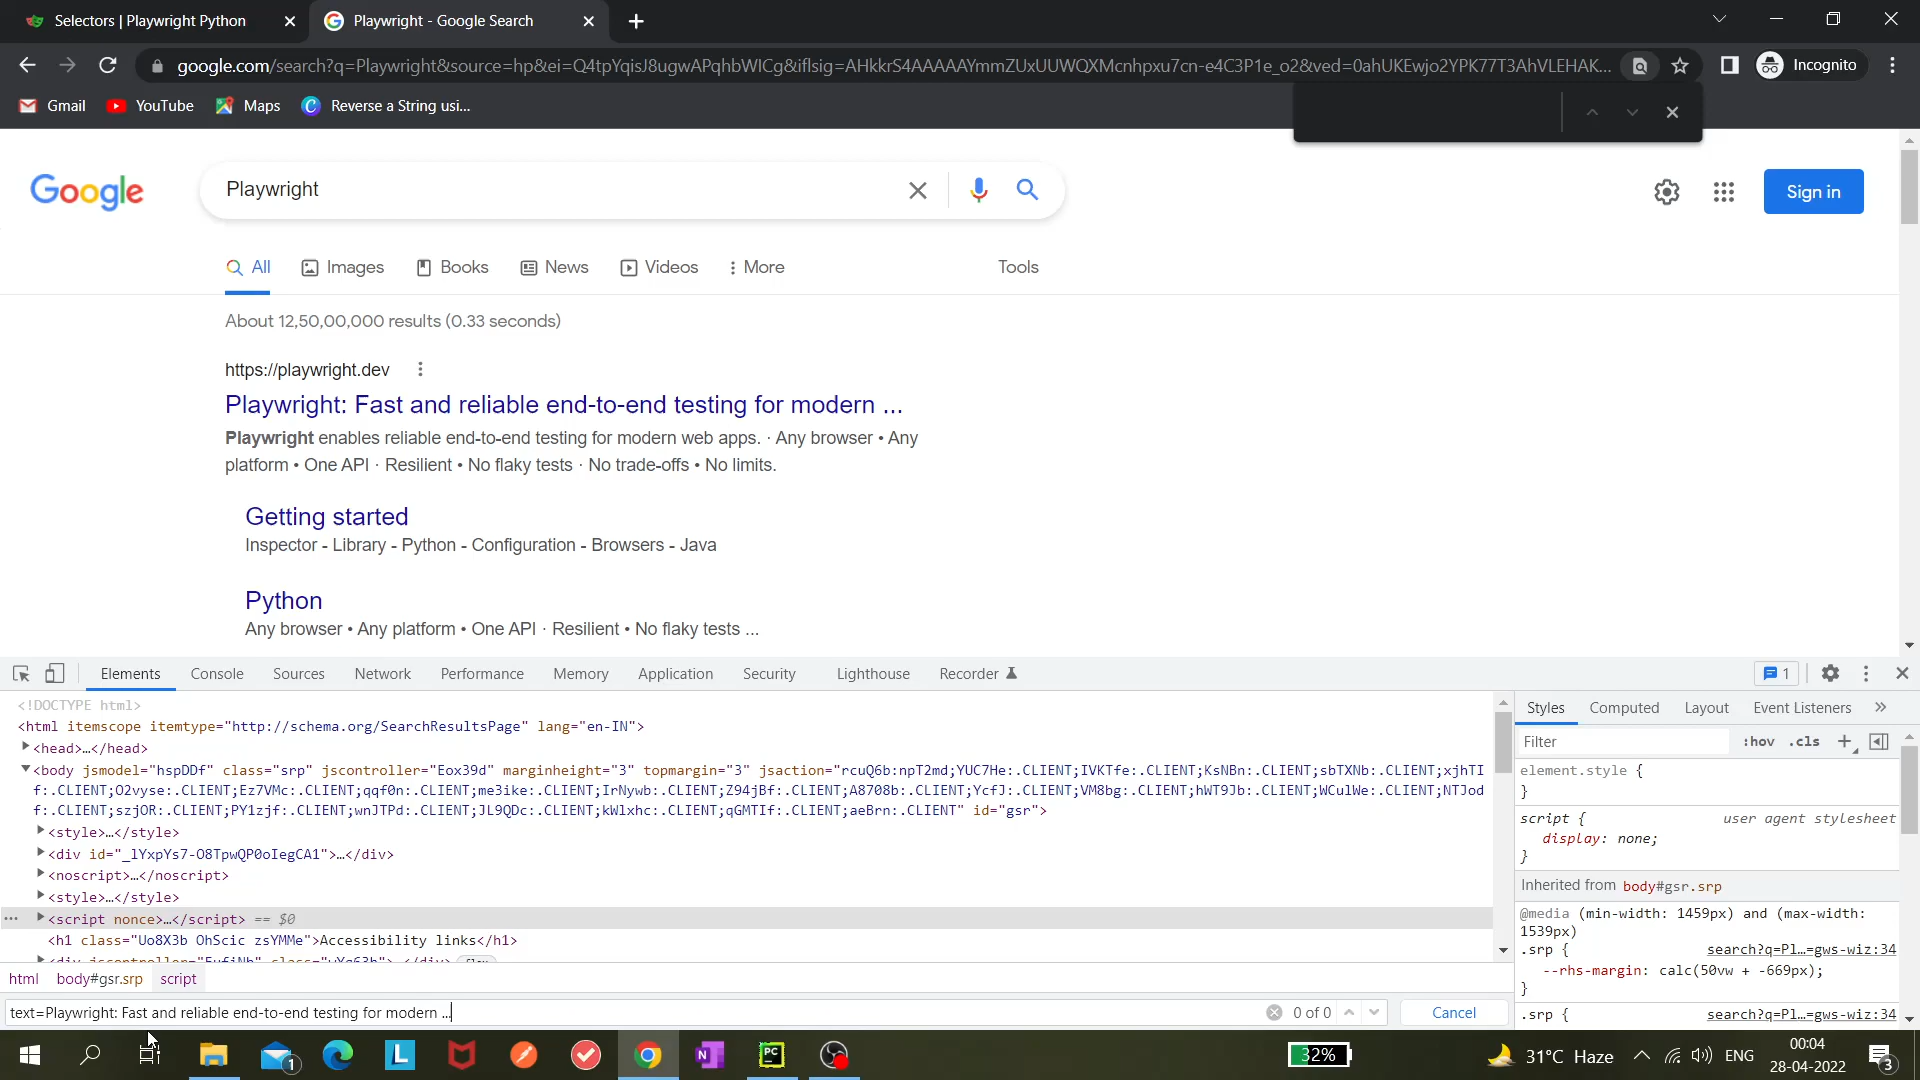 Selectors | Playwright Python
Playwright - Google Search
google.com/search?q=Playwright&source=hp&ei=Q4tpYqisJ8ugwAPqhbWICg&iflsig=AHkkrS4AAAAAYmmZUxUUWQXMcnhpxu7cn-e4C3P1e_o2&ved=0ahUKEwjo2YPK77T3AhVLEHAK...
Incognito
Gmail
YouTube
Maps
Reverse a String usi...
Google
Playwright
Sign in
All
Images
Books
News
Videos
More
Tools
About 12,50,00,000 results (0.33 seconds)
https://playwright.dev
Playwright: Fast and reliable end-to-end testing for modern ...
Playwright enables reliable end-to-end testing for modern web apps. · Any browser • Any
platform • One API · Resilient • No flaky tests · No trade-offs • No limits.
Getting started
Inspector - Library - Python - Configuration - Browsers - Java
Python
Any browser • Any platform • One API · Resilient • No flaky tests ...
Elements
Console
Sources
Network
Performance
Memory
Application
Security
Lighthouse
Recorder
1
<!DOCTYPE html>
<html itemscope itemtype="http://schema.org/SearchResultsPage" lang="en-IN">
<head>…</head>
<body jsmodel="hspDDf" class="srp" jscontroller="Eox39d" marginheight="3" topmargin="3" jsaction="rcuQ6b:npT2md;YUC7He:.CLIENT;IVKTfe:.CLIENT;KsNBn:.CLIENT;sbTXNb:.CLIENT;xjhTI
f:.CLIENT;O2vyse:.CLIENT;Ez7VMc:.CLIENT;qqf0n:.CLIENT;me3ike:.CLIENT;IrNywb:.CLIENT;Z94jBf:.CLIENT;A8708b:.CLIENT;YcfJ:.CLIENT;VM8bg:.CLIENT;hWT9Jb:.CLIENT;WCulWe:.CLIENT;NTJod
f:.CLIENT;szjOR:.CLIENT;PY1zjf:.CLIENT;wnJTPd:.CLIENT;JL9QDc:.CLIENT;kWlxhc:.CLIENT;qGMTIf:.CLIENT;aeBrn:.CLIENT" id="gsr">
<style>…</style>
<div id="_lYxpYs7-O8TpwQP0oIegCA1">…</div>
<noscript>…</noscript>
<style>…</style>
<script nonce>…</script> == $0
<h1 class="Uo8X3b OhScic zsYMMe">Accessibility links</h1>
html
body#gsr.srp
script
text=Playwright: Fast and reliable end-to-end testing for modern ...
0 of 0
Cancel
Styles
Computed
Layout
Event Listeners
Filter
:hov
.cls
element.style {
}
script {
user agent stylesheet
display: none;
}
Inherited from body#gsr.srp
@media (min-width: 1459px) and (max-width:
1539px)
.srp {
search?q=Pl…=gws-wiz:34
--rhs-margin: calc(50vw + -669px);
}
.srp {
search?q=Pl…=gws-wiz:34
1
L
N
PC
32%
31°C Haze
ENG
00:04
28-04-2022
3